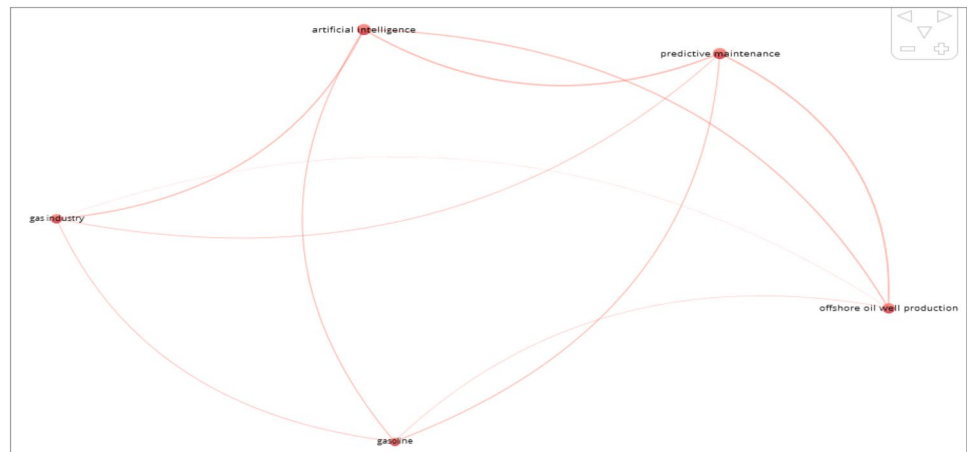 artificial intelligence
predictive maintenance
gas industry
offshore oil well production
gasoline